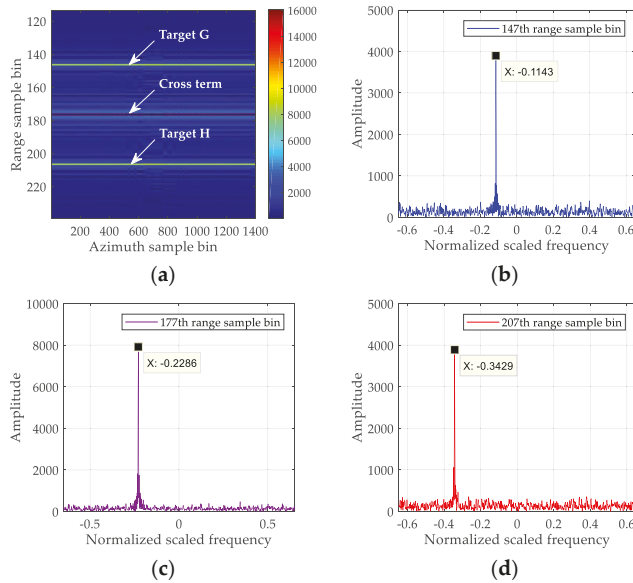 Target G
Cross term
Target H
Range sample bin
120
140
160
180
200
220
200 400 600 800 1000 1200 1400
Azimuth sample bin
16000
14000
12000
10000
8000
6000
4000
2000
(a)
147th range sample bin
X: -0.1143
Amplitude
5000
4000
3000
2000
1000
0
-0.6 -0.4 -0.2 0 0.2 0.4 0.6
Normalized scaled frequency
(b)
177th range sample bin
X: -0.2286
Amplitude
10000
8000
6000
4000
2000
0
-0.5 0 0.5
Normalized scaled frequency
(c)
207th range sample bin
X: -0.3429
Amplitude
5000
4000
3000
2000
1000
0
-0.6 -0.4 -0.2 0 0.2 0.4 0.6
Normalized scaled frequency
(d)